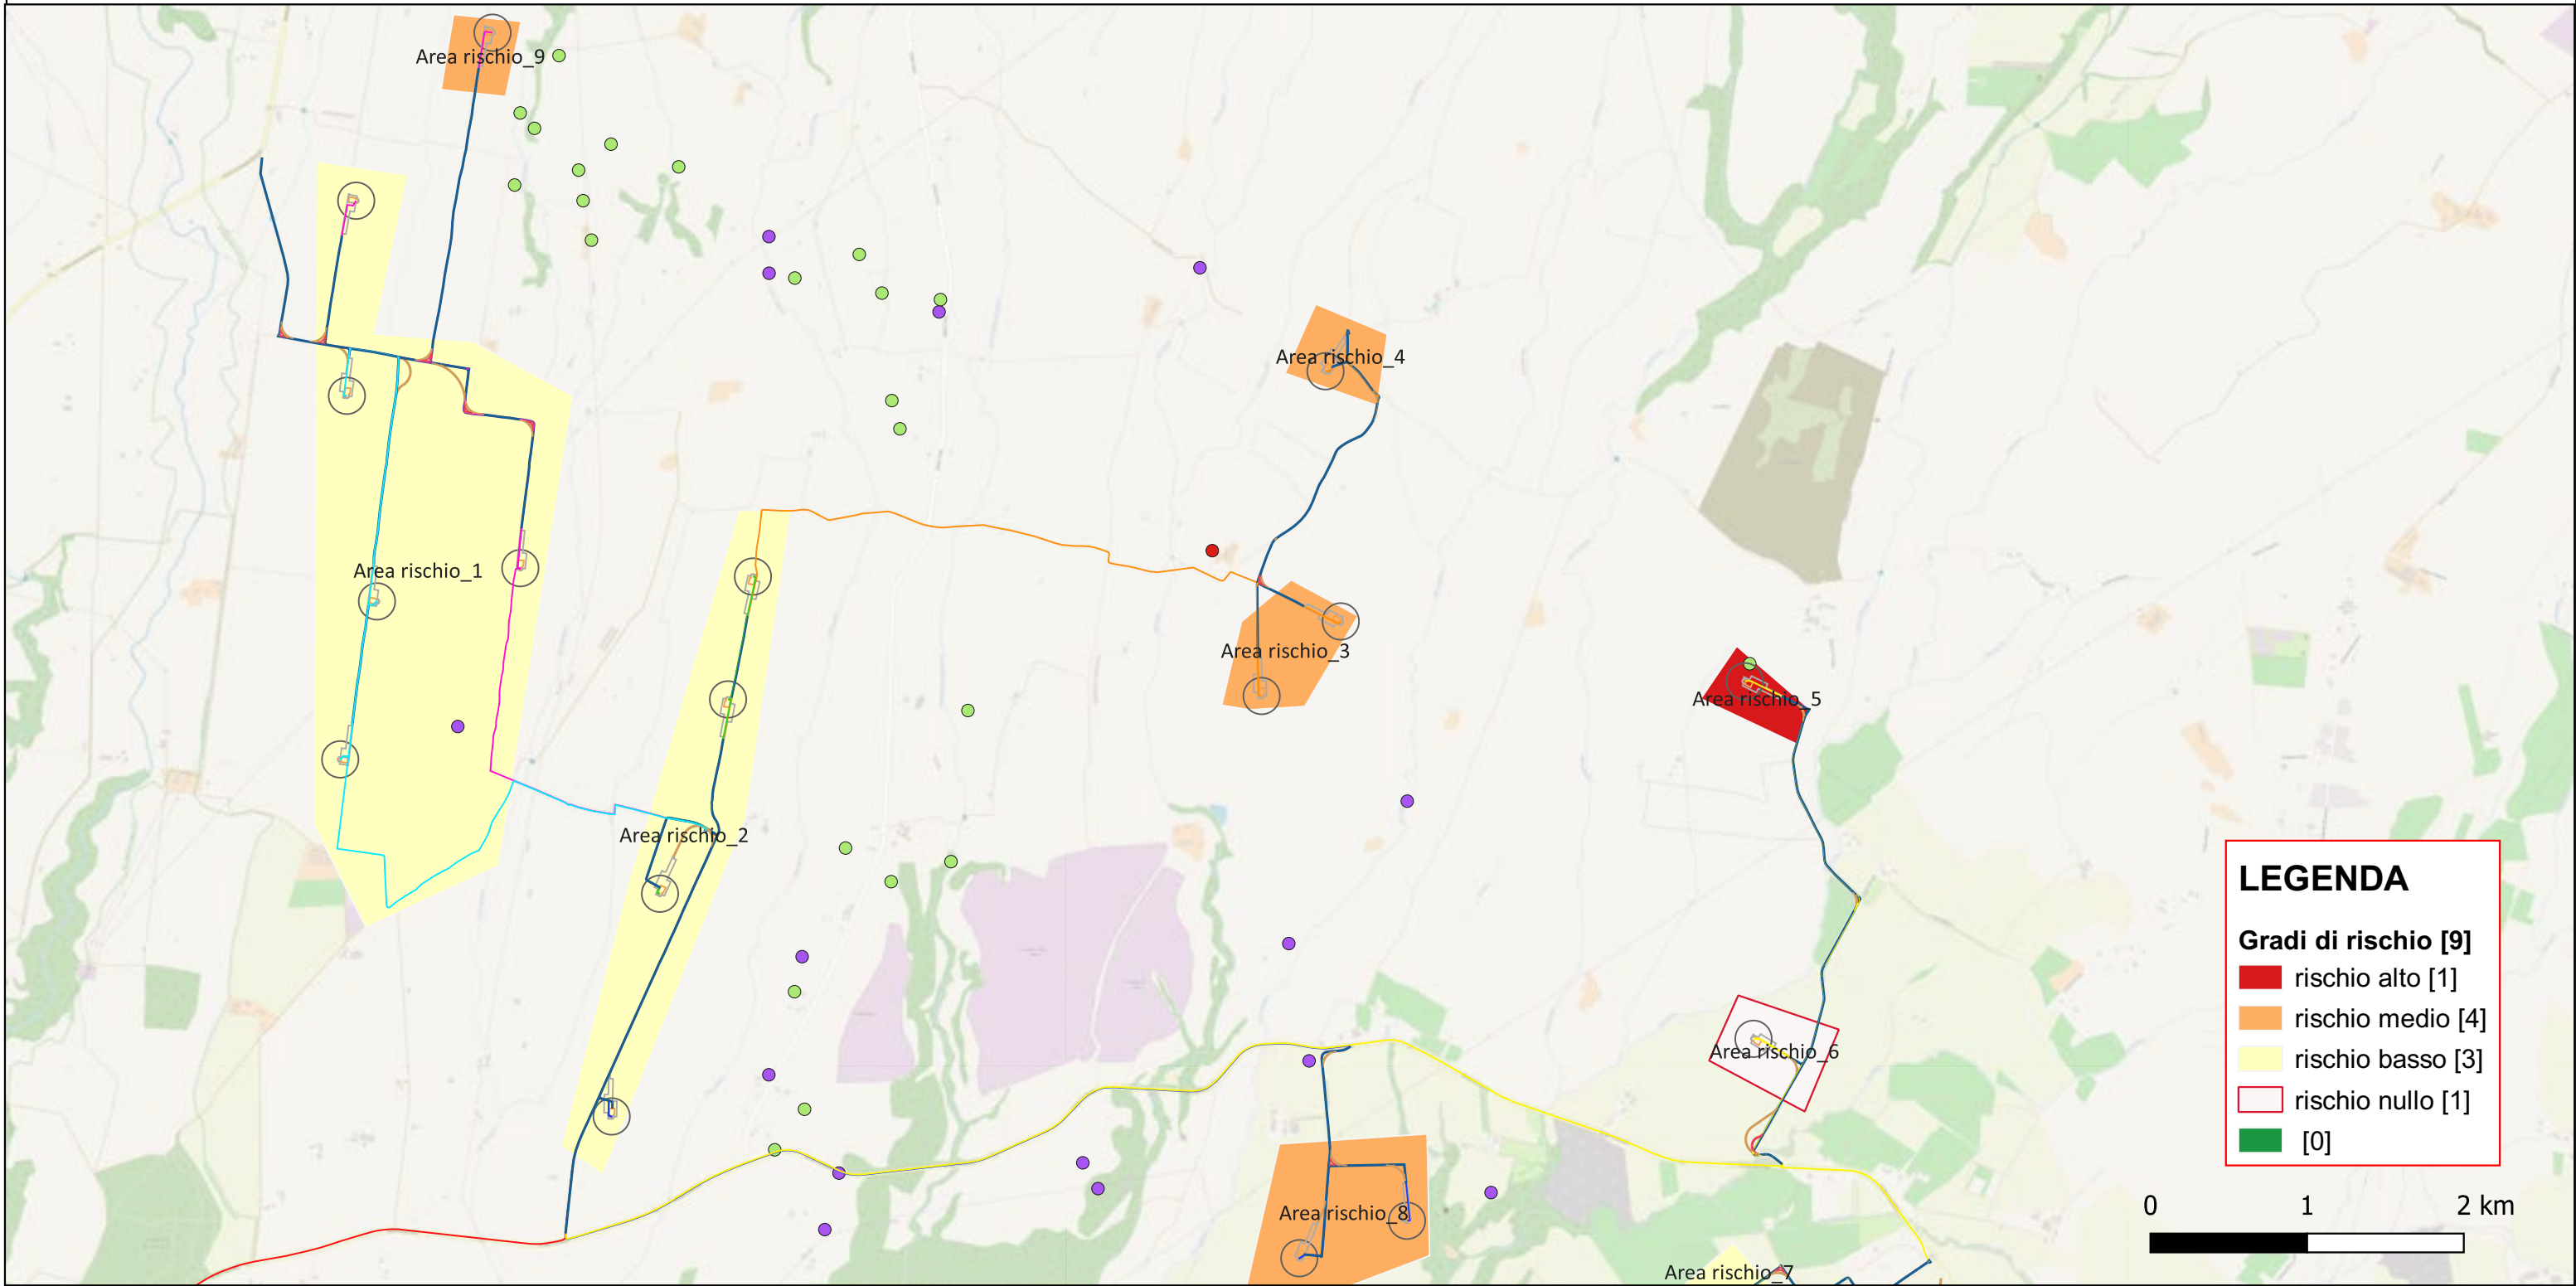 Area rischio_9
Area rischio_4
Area rischio_1
Area rischio_3
Area rischio_5
Area rischio_2
Area rischio_6
Area rischio_8
Area rischio_7
LEGENDA
Gradi di rischio [9]
rischio alto [1]
rischio medio [4]
rischio basso [3]
rischio nullo [1]
[0]
0 1 2 km